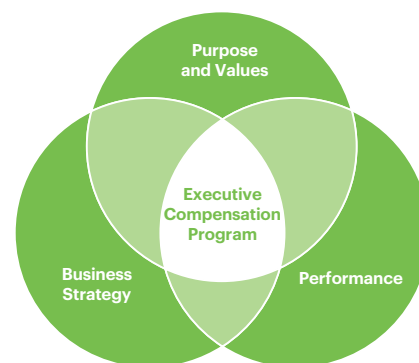 Purpose
and Values
Executive
Compensation
Program
Business
Strategy
Performance